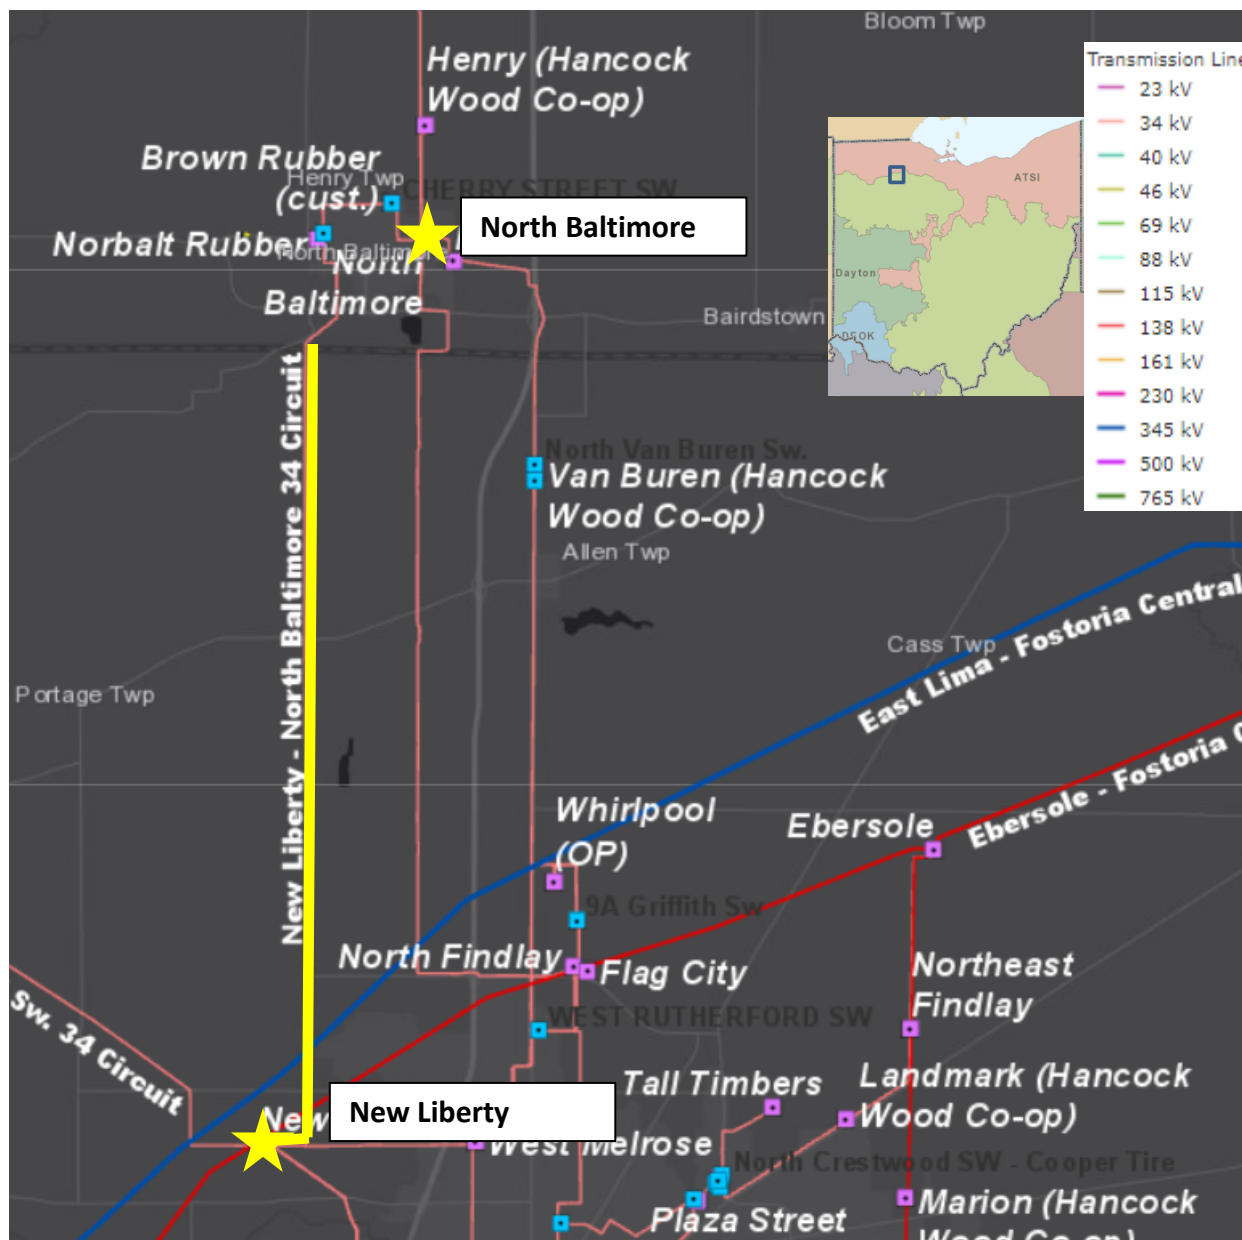 Bloom Twp
Henry (Hancock
Wood Co-op)
Transmission Line
23 kV
34 kV
40 kV
46 kV
69 kV
88 kV
115 kV
138 kV
161 kV
230 kV
345 kV
500 kV
765 kV
ATSI
Dayton
DEOK
Brown Rubber
(cust.)
Henry Twp
CHERRY STREET SW
North Baltimore
Norbalt Rubber
North Baltimore
North
Baltimore
Bairdstown
New Liberty - North Baltimore 34 Circuit
North Van Buren Sw.
Van Buren (Hancock
Wood Co-op)
Allen Twp
Cass Twp
East Lima - Fostoria Central
Portage Twp
Whirlpool
(OP)
Ebersole
Ebersole - Fostoria C
9A Griffith Sw
North Findlay
Flag City
Northeast
Findlay
WEST RUTHERFORD SW
Sw. 34 Circuit
Tall Timbers
Landmark (Hancock
Wood Co-op)
New
New Liberty
West Melrose
North Crestwood SW - Cooper Tire
Plaza Street
Marion (Hancock
Wood Co-op)